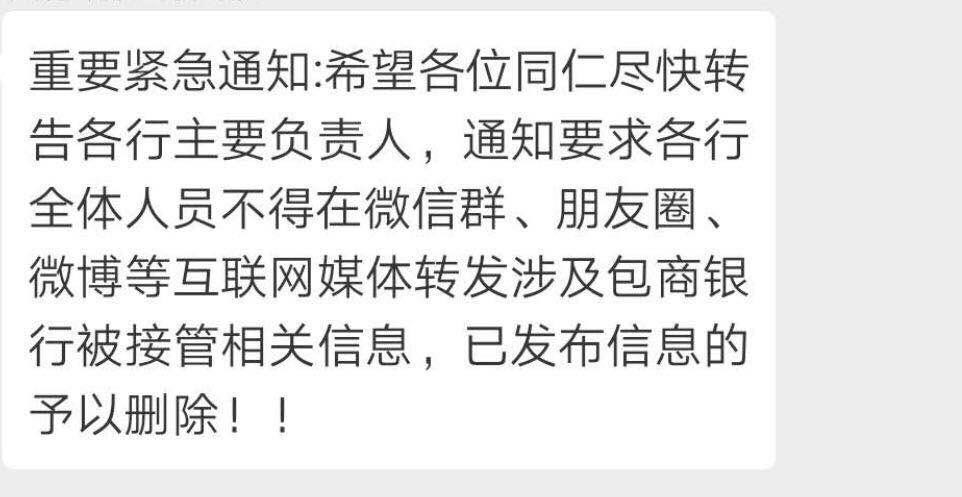 重要紧急通知:希望各位同仁尽快转
告各行主要负责人，通知要求各行
全体人员不得在微信群、朋友圈、
微博等互联网媒体转发涉及包商银
行被接管相关信息，已发布信息的
予以删除！！